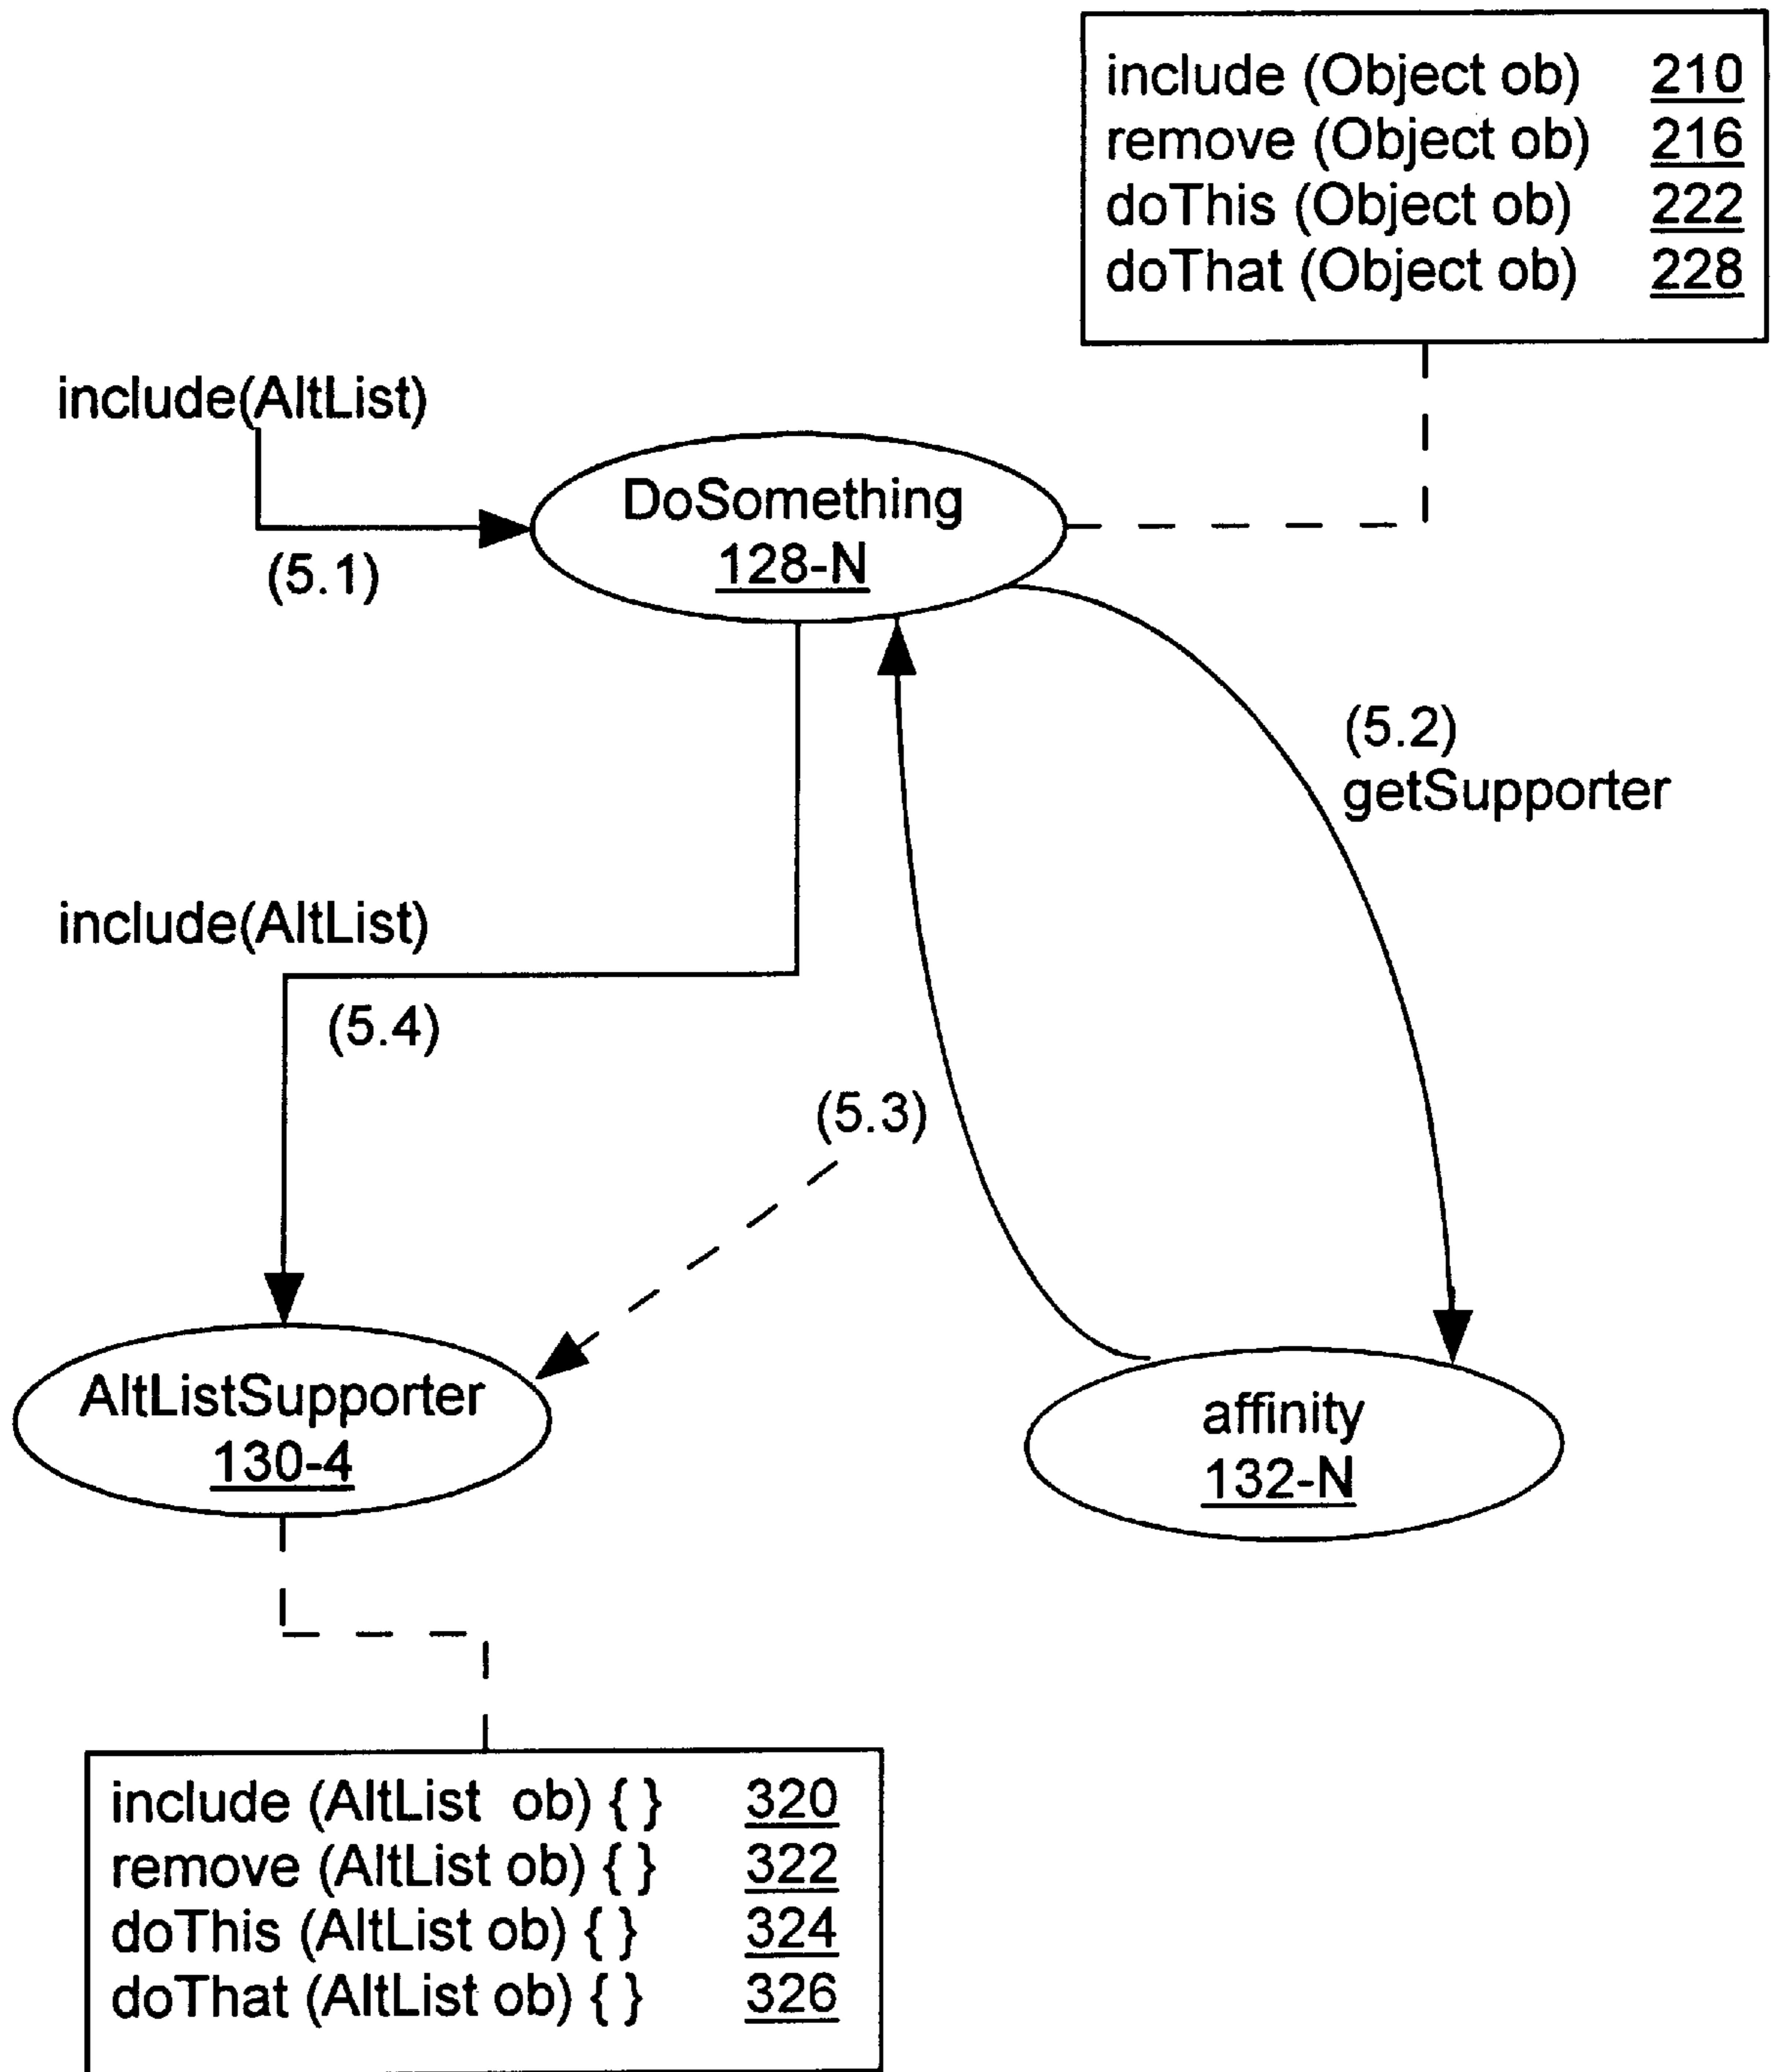 include (Object ob) 210
remove (Object ob) 216
doThis (Object ob) 222
doThat (Object ob) 228
include(AltList)
(5.1)
DoSomething
128-N
(5.2)
getSupporter
include(AltList)
(5.4)
(5.3)
AltListSupporter
130-4
affinity
132-N
include (AltList ob) { } 320
remove (AltList ob) { } 322
doThis (AltList ob) { } 324
doThat (AltList ob) { } 326